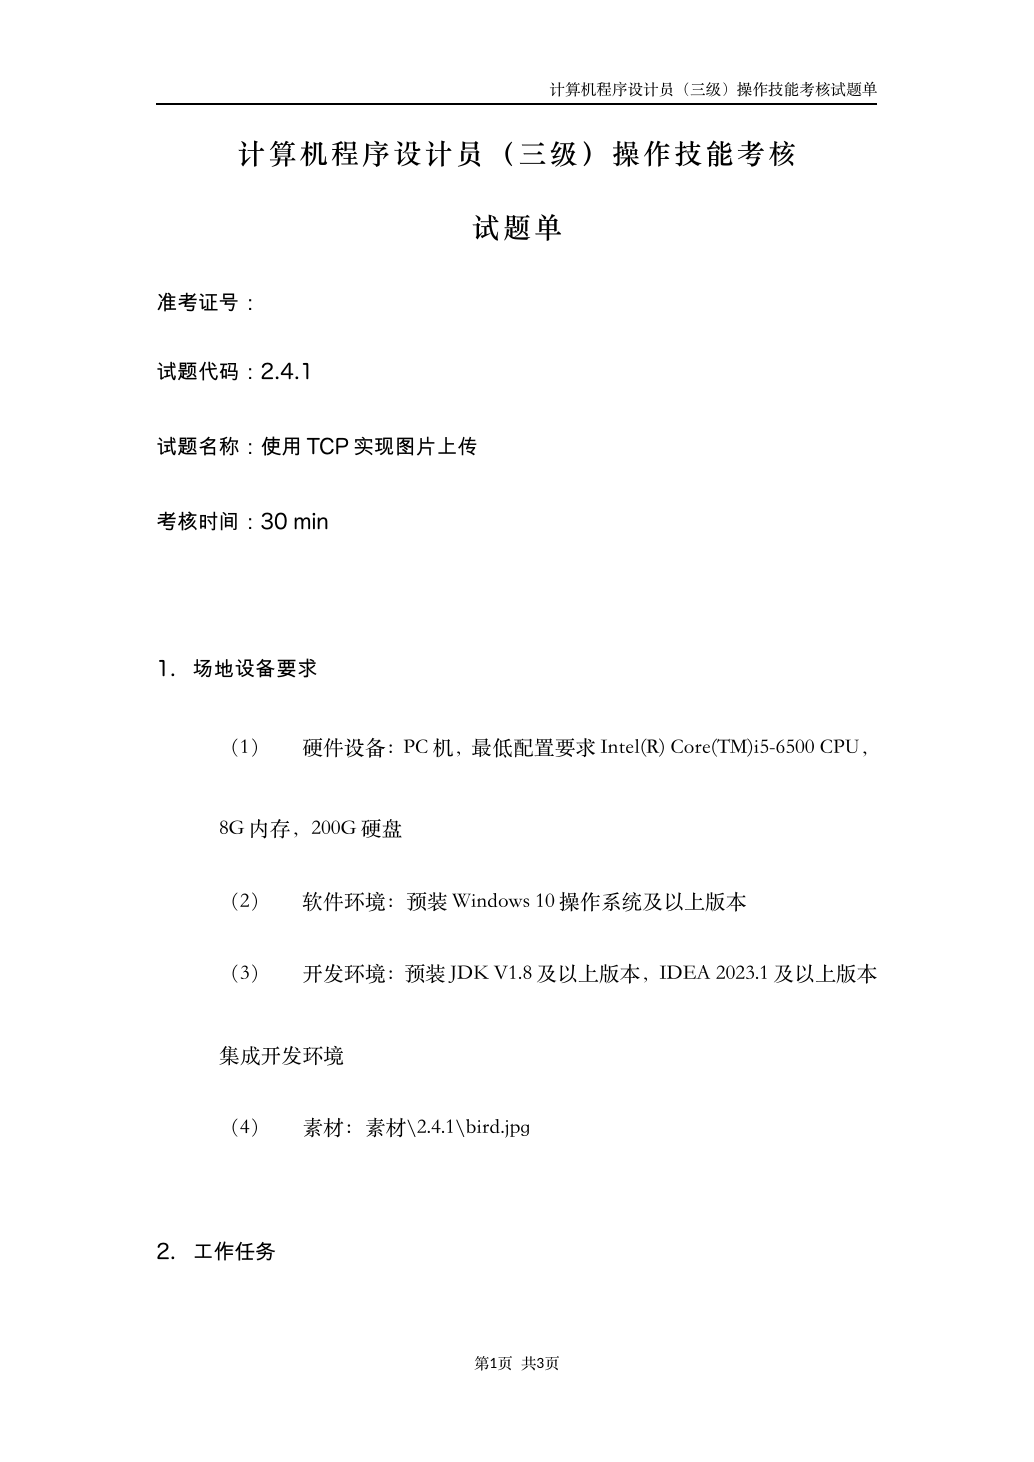 计算机程序设计员（三级）操作技能考核试题单
计算机程序设计员（三级）操作技能考核
试题单
准考证号：
试题代码：2.4.1
试题名称：使用 TCP 实现图片上传
考核时间：30 min
1. 场地设备要求
（1） 硬件设备：PC 机，最低配置要求 Intel(R) Core(TM)i5-6500 CPU，
8G 内存，200G 硬盘
（2） 软件环境：预装 Windows 10 操作系统及以上版本
（3） 开发环境：预装 JDK V1.8 及以上版本，IDEA 2023.1 及以上版本
集成开发环境
（4） 素材：素材\2.4.1\bird.jpg
2. 工作任务
第1页 共3页